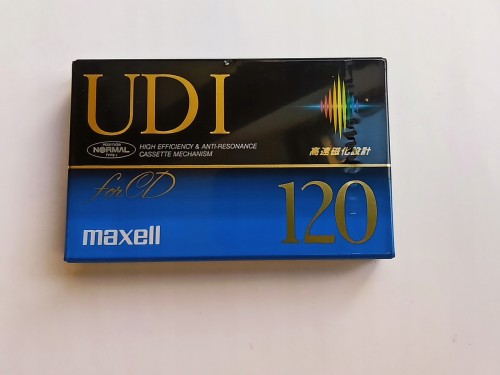 UD I
POSITION
NORMAL
TYPE I
HIGH EFFICIENCY & ANTI-RESONANCE
CASSETTE MECHANISM
高速磁化設計
for CD
120
maxell